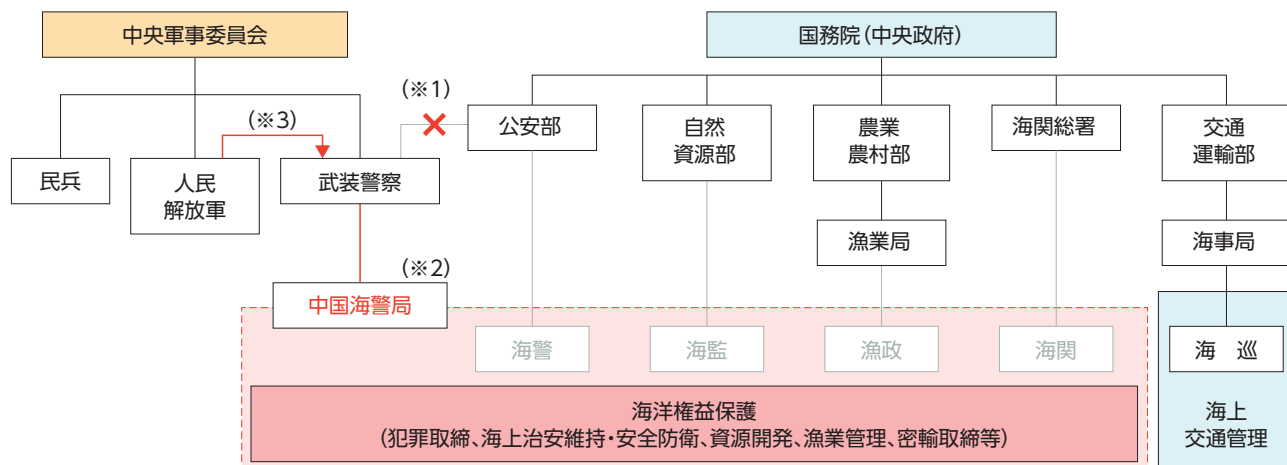 中央軍事委員会
国務院（中央政府）
（※1）
（※3）
公安部
自然
資源部
農業
農村部
海関総署
交通
運輸部
民兵
人民
解放軍
武装警察
漁業局
海事局
（※2）
中国海警局
海警
海監
漁政
海関
海　巡
海洋権益保護
（犯罪取締、海上治安維持・安全防衛、資源開発、漁業管理、密輸取締等）
海上
交通管理